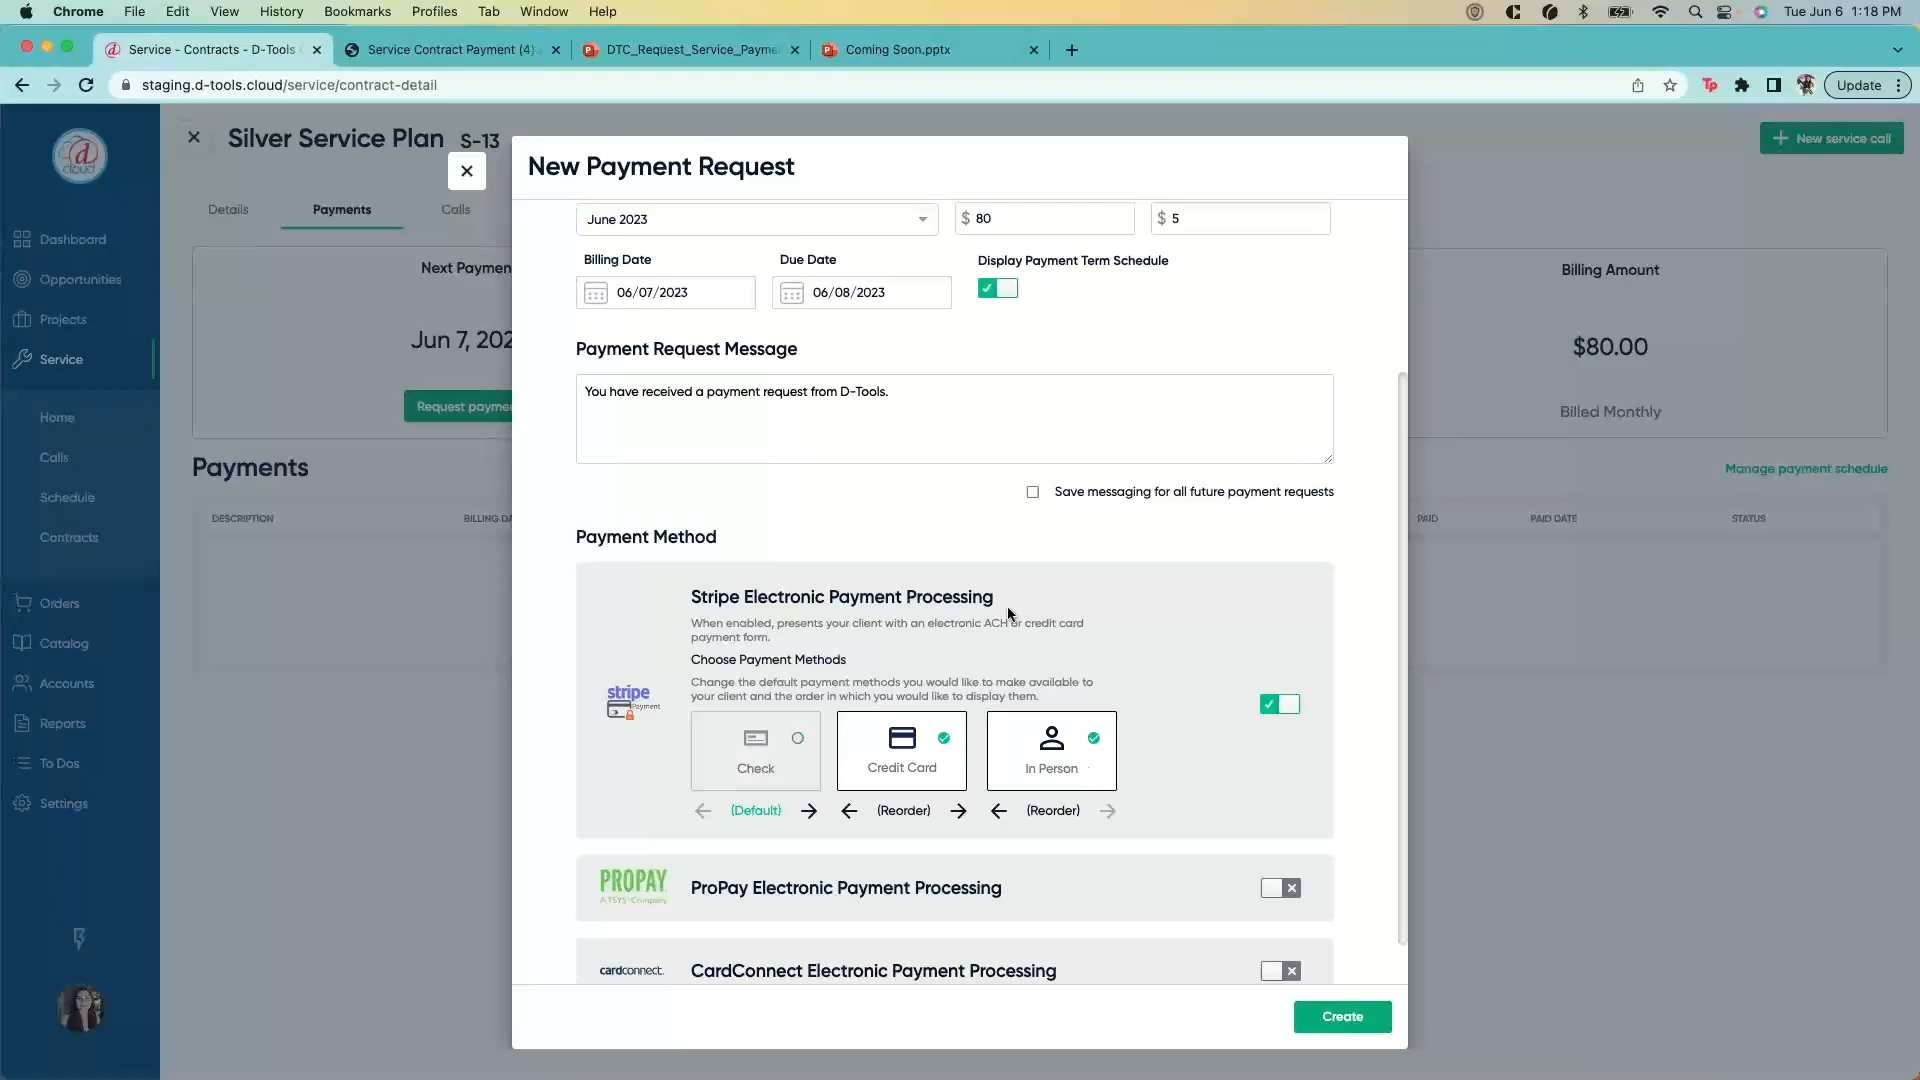 Chrome File Edit View History Bookmarks Profiles Tab Window Help
Tue Jun 6 1:18 PM
Service - Contracts - D-Tools
Service Contract Payment (4)
DTC_Request_Service_Payme
Coming Soon.pptx
staging.d-tools.cloud/service/contract-detail
Update
d
cloud
Dashboard
Opportunities
Projects
Service
Home
Calls
Schedule
Contracts
Orders
Catalog
Accounts
Reports
To Dos
Settings
Silver Service Plan S-13
New service call
Details
Payments
Calls
Next Paymen
Jun 7, 202
Request payme
Billing Amount
$80.00
Billed Monthly
Payments
Manage payment schedule
DESCRIPTION
BILLING DA
PAID
PAID DATE
STATUS
New Payment Request
June 2023
$ 80
$ 5
Billing Date
Due Date
Display Payment Term Schedule
06/07/2023
06/08/2023
Payment Request Message
You have received a payment request from D-Tools.
Save messaging for all future payment requests
Payment Method
Stripe Electronic Payment Processing
When enabled, presents your client with an electronic ACH or credit card
payment form.
Choose Payment Methods
Change the default payment methods you would like to make available to
your client and the order in which you would like to display them.
stripe
Payment
Check
Credit Card
In Person
(Default)
(Reorder)
(Reorder)
PROPAY
A TSYS Company
ProPay Electronic Payment Processing
cardconnect.
CardConnect Electronic Payment Processing
Create